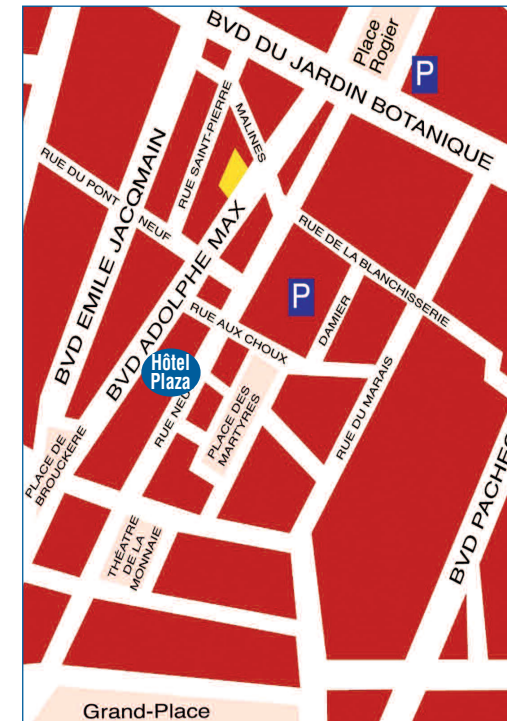 BVD DU JARDIN BOTANIQUE
Place
Rogier
P
RUE SAINT-PIERRE
MALINES
RUE DU PONT NEUF
BVD EMILE JACQMAIN
BVD ADOLPHE MAX
RUE DE LA BLANCHISSERIE
P
DAMIER
RUE AUX CHOUX
Hôtel
Plaza
RUE NEU
PLACE DES
MARTYRES
RUE DU MARAIS
PLACE DE
BROUCKERE
BVD PACHEC
THÉATRE
DE LA
MONNAIE
Grand-Place